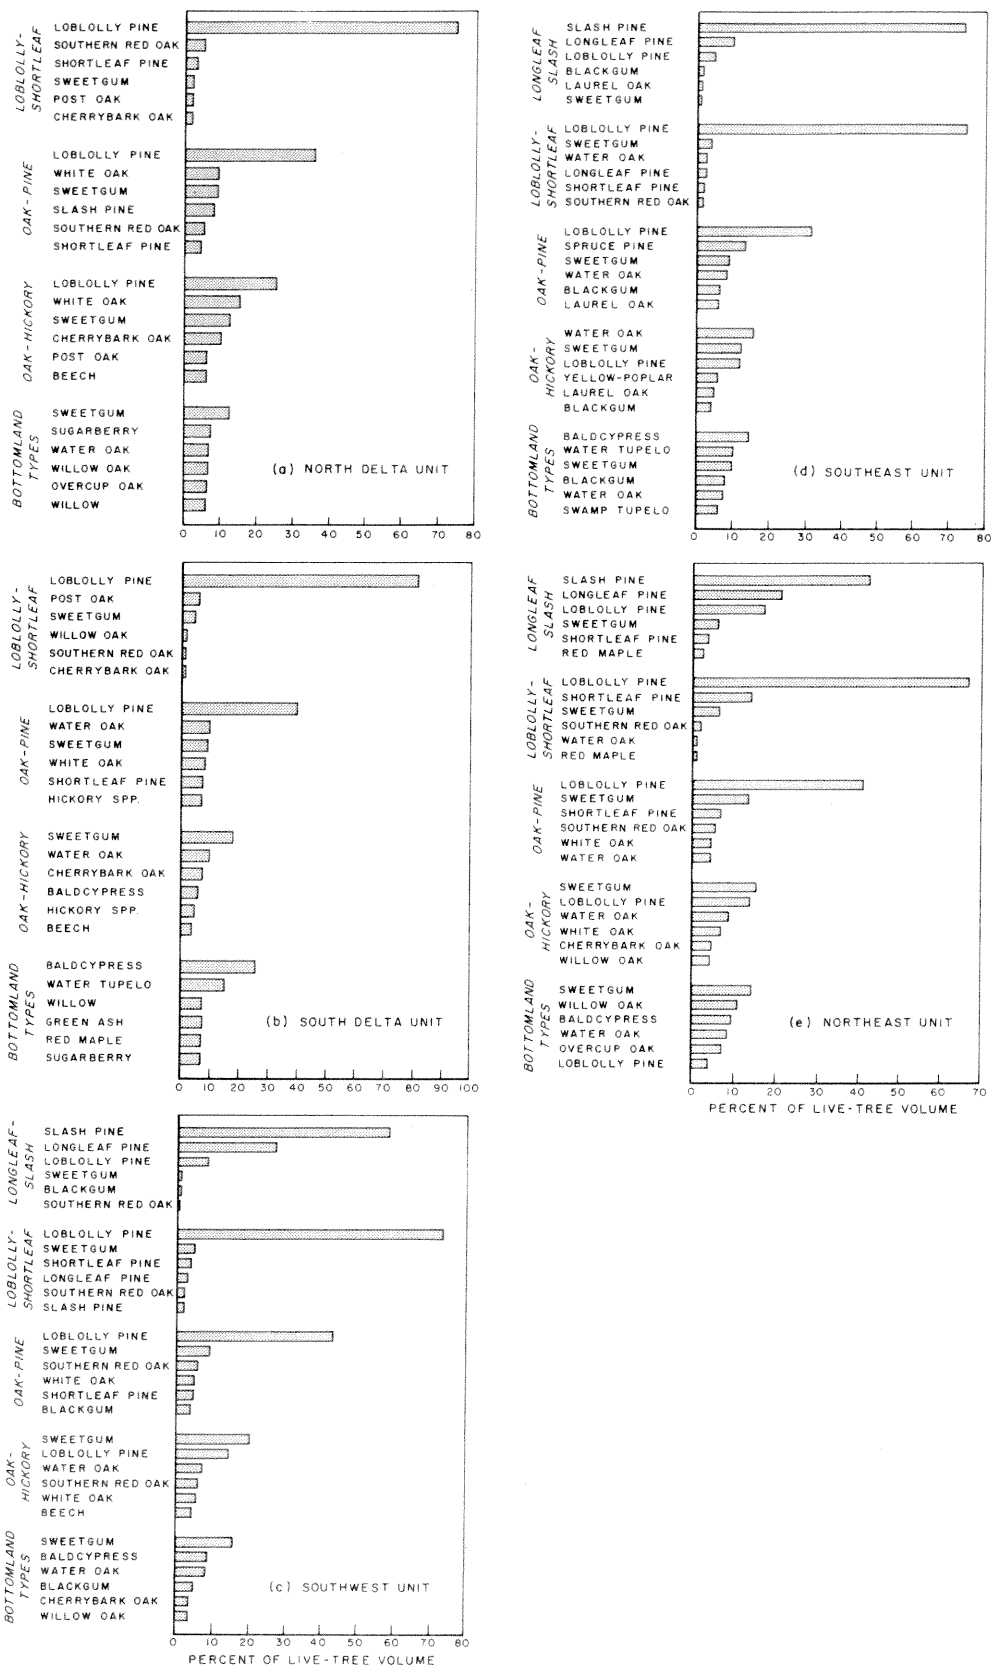 LOBLOLLY-
SHORTLEAF
LOBLOLLY PINE
SOUTHERN RED OAK
SHORTLEAF PINE
SWEETGUM
POST OAK
CHERRYBARK OAK
OAK-PINE
LOBLOLLY PINE
WHITE OAK
SWEETGUM
SLASH PINE
SOUTHERN RED OAK
SHORTLEAF PINE
OAK-HICKORY
LOBLOLLY PINE
WHITE OAK
SWEETGUM
CHERRYBARK OAK
POST OAK
BEECH
BOTTOMLAND
TYPES
SWEETGUM
SUGARBERRY
WATER OAK
WILLOW OAK
OVERCUP OAK
WILLOW
(a) NORTH DELTA UNIT
0 10 20 30 40 50 60 70 80
LOBLOLLY-
SHORTLEAF
LOBLOLLY PINE
POST OAK
SWEETGUM
WILLOW OAK
SOUTHERN RED OAK
CHERRYBARK OAK
OAK-PINE
LOBLOLLY PINE
WATER OAK
SWEETGUM
WHITE OAK
SHORTLEAF PINE
HICKORY SPP.
OAK-HICKORY
SWEETGUM
WATER OAK
CHERRYBARK OAK
BALDCYPRESS
HICKORY SPP.
BEECH
BOTTOMLAND
TYPES
BALDCYPRESS
WATER TUPELO
WILLOW
GREEN ASH
RED MAPLE
SUGARBERRY
(b) SOUTH DELTA UNIT
0 10 20 30 40 50 60 70 80 90 100
LONGLEAF-
SLASH
SLASH PINE
LONGLEAF PINE
LOBLOLLY PINE
SWEETGUM
BLACKGUM
SOUTHERN RED OAK
LOBLOLLY-
SHORTLEAF
LOBLOLLY PINE
SWEETGUM
SHORTLEAF PINE
LONGLEAF PINE
SOUTHERN RED OAK
SLASH PINE
OAK-PINE
LOBLOLLY PINE
SWEETGUM
SOUTHERN RED OAK
WHITE OAK
SHORTLEAF PINE
BLACKGUM
OAK-
HICKORY
SWEETGUM
LOBLOLLY PINE
WATER OAK
SOUTHERN RED OAK
WHITE OAK
BEECH
BOTTOMLAND
TYPES
SWEETGUM
BALDCYPRESS
WATER OAK
BLACKGUM
CHERRYBARK OAK
WILLOW OAK
(c) SOUTHWEST UNIT
0 10 20 30 40 50 60 70 80
PERCENT OF LIVE-TREE VOLUME
LONGLEAF
SLASH
SLASH PINE
LONGLEAF PINE
LOBLOLLY PINE
BLACKGUM
LAUREL OAK
SWEETGUM
LOBLOLLY-
SHORTLEAF
LOBLOLLY PINE
SWEETGUM
WATER OAK
LONGLEAF PINE
SHORTLEAF PINE
SOUTHERN RED OAK
OAK-PINE
LOBLOLLY PINE
SPRUCE PINE
SWEETGUM
WATER OAK
BLACKGUM
LAUREL OAK
OAK-
HICKORY
WATER OAK
SWEETGUM
LOBLOLLY PINE
YELLOW-POPLAR
LAUREL OAK
BLACKGUM
BOTTOMLAND
TYPES
BALDCYPRESS
WATER TUPELO
SWEETGUM
BLACKGUM
WATER OAK
SWAMP TUPELO
(d) SOUTHEAST UNIT
0 10 20 30 40 50 60 70 80
LONGLEAF
SLASH
SLASH PINE
LONGLEAF PINE
LOBLOLLY PINE
SWEETGUM
SHORTLEAF PINE
RED MAPLE
LOBLOLLY-
SHORTLEAF
LOBLOLLY PINE
SHORTLEAF PINE
SWEETGUM
SOUTHERN RED OAK
WATER OAK
RED MAPLE
OAK-PINE
LOBLOLLY PINE
SWEETGUM
SHORTLEAF PINE
SOUTHERN RED OAK
WHITE OAK
WATER OAK
OAK-
HICKORY
SWEETGUM
LOBLOLLY PINE
WATER OAK
WHITE OAK
CHERRYBARK OAK
WILLOW OAK
BOTTOMLAND
TYPES
SWEETGUM
WILLOW OAK
BALDCYPRESS
WATER OAK
OVERCUP OAK
LOBLOLLY PINE
(e) NORTHEAST UNIT
0 10 20 30 40 50 60 70
PERCENT OF LIVE-TREE VOLUME